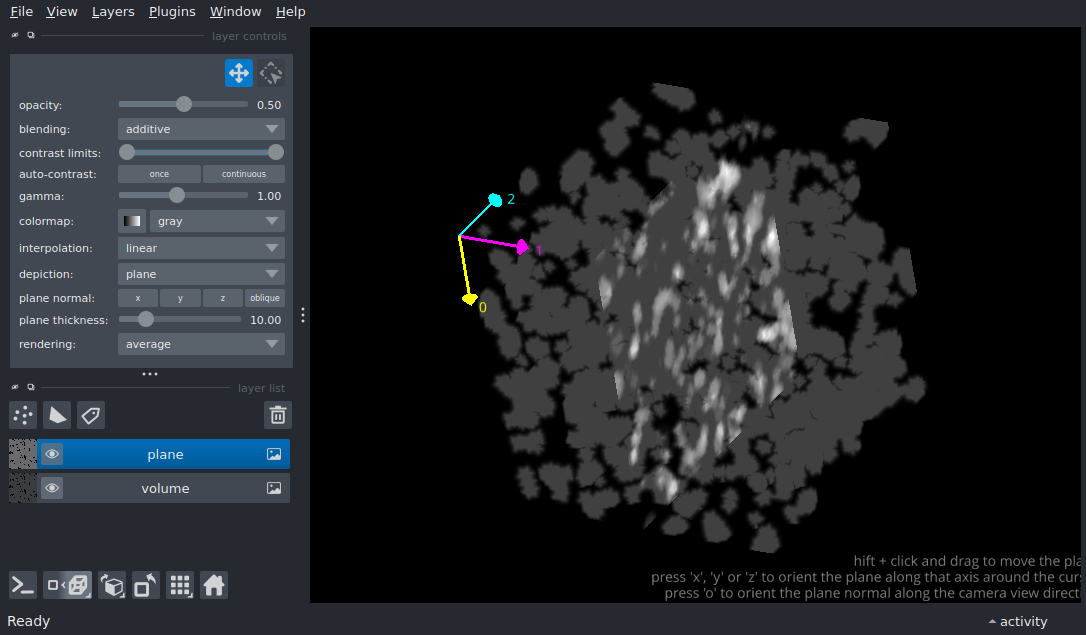 File View Layers Plugins Window Help
layer controls
opacity: 0.50
blending: additive
contrast limits:
auto-contrast: once continuous
gamma: 1.00
colormap: gray
interpolation: linear
depiction: plane
plane normal: x y z oblique
plane thickness: 10.00
rendering: average
layer list
plane
volume
2
1
0
hift + click and drag to move the pla
press 'x', 'y' or 'z' to orient the plane along that axis around the curs
press 'o' to orient the plane normal along the camera view direct
Ready
activity